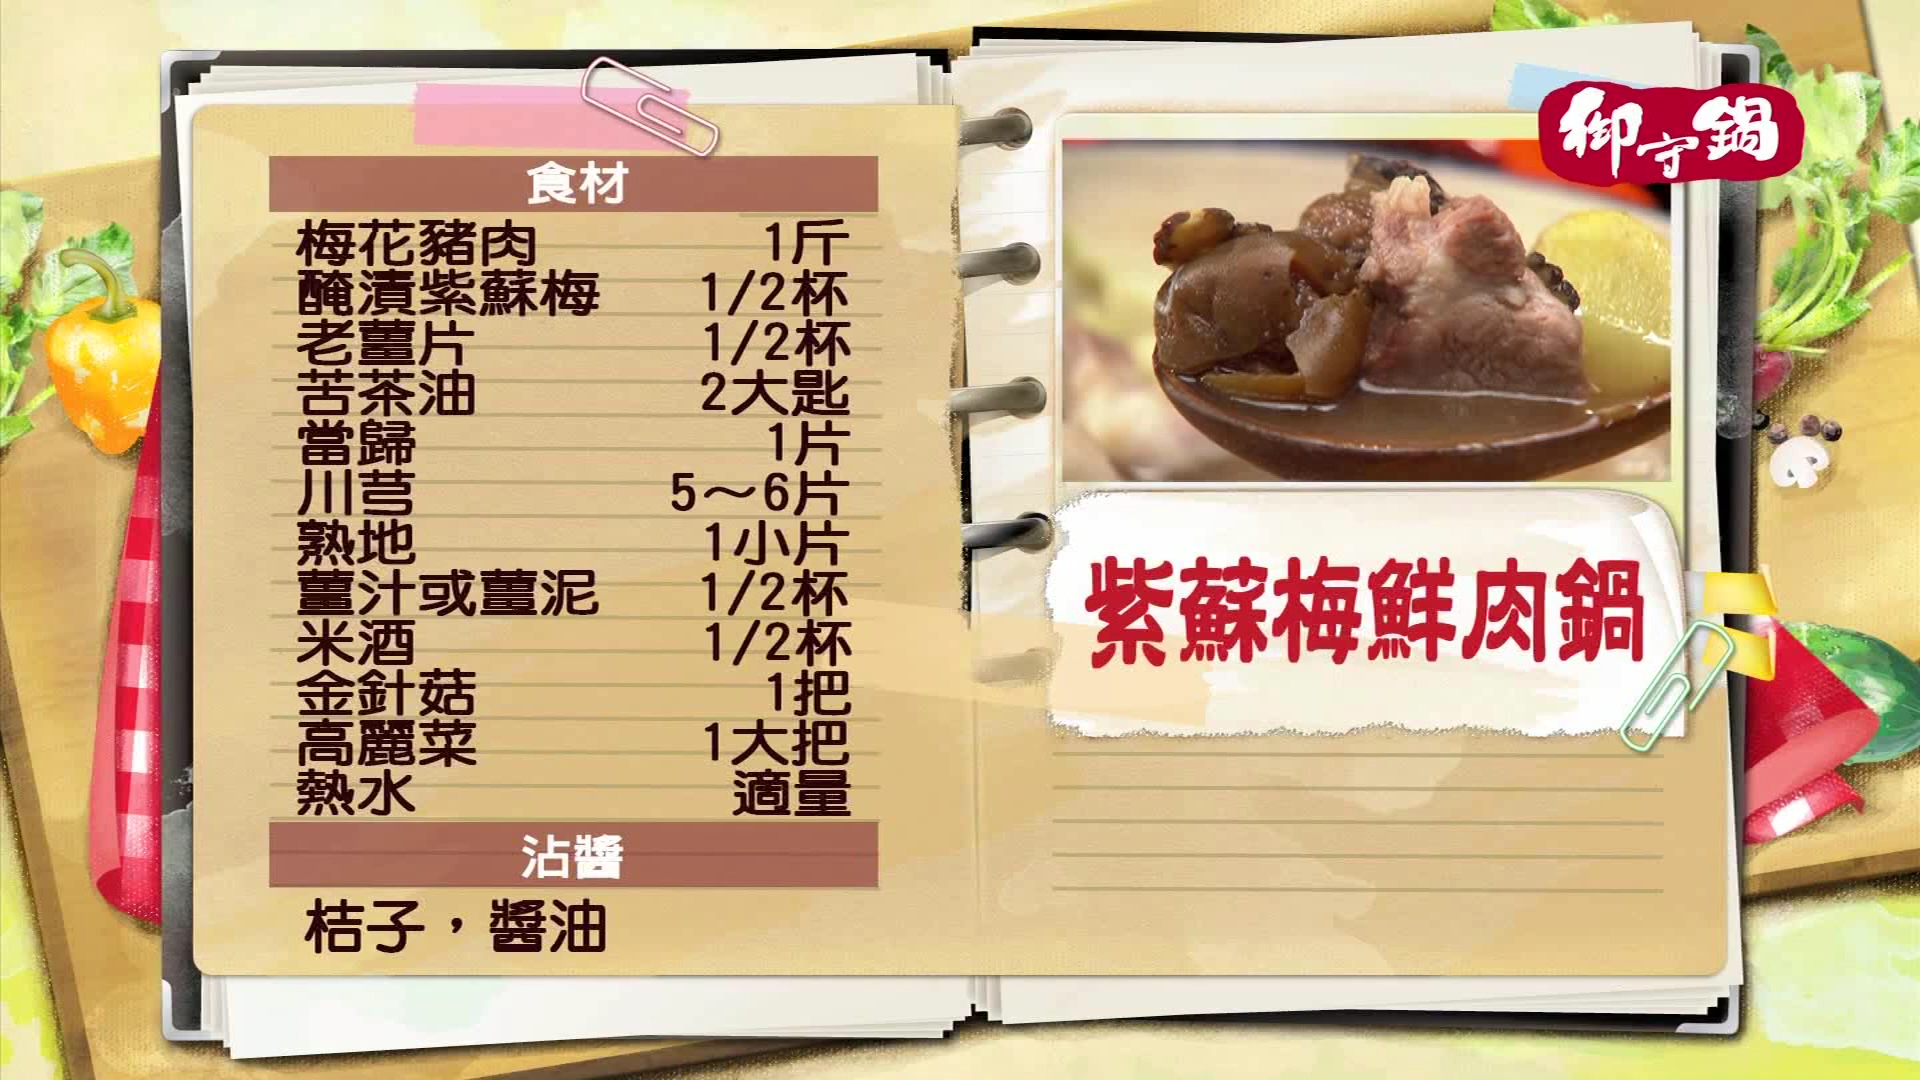 食材
梅花豬肉 1斤
醃漬紫蘇梅 1/2杯
老薑片 1/2杯
苦茶油 2大匙
當歸 1片
川芎 5～6片
熟地 1小片
薑汁或薑泥 1/2杯
米酒 1/2杯
金針菇 1把
高麗菜 1大把
熱水 適量
沾醬
桔子，醬油
御守鍋
紫蘇梅鮮肉鍋